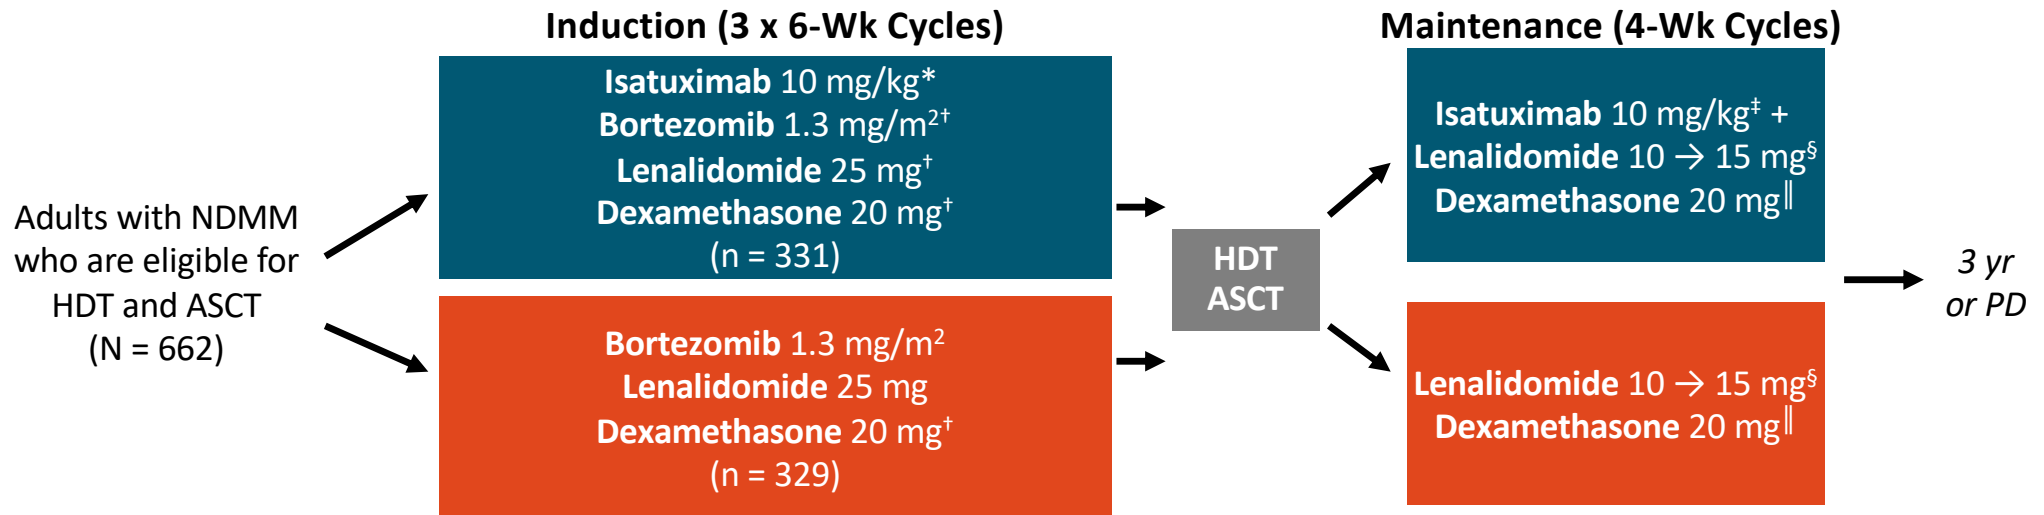 Induction (3 x 6-Wk Cycles)
Maintenance (4-Wk Cycles)
Adults with NDMM
who are eligible for
HDT and ASCT
(N = 662)
Isatuximab 10 mg/kg*
Bortezomib 1.3 mg/m²†
Lenalidomide 25 mg†
Dexamethasone 20 mg†
(n = 331)
Bortezomib 1.3 mg/m²
Lenalidomide 25 mg
Dexamethasone 20 mg†
(n = 329)
HDT
ASCT
Isatuximab 10 mg/kg‡ +
Lenalidomide 10 → 15 mg§
Dexamethasone 20 mg‖
Lenalidomide 10 → 15 mg§
Dexamethasone 20 mg‖
3 yr
or PD